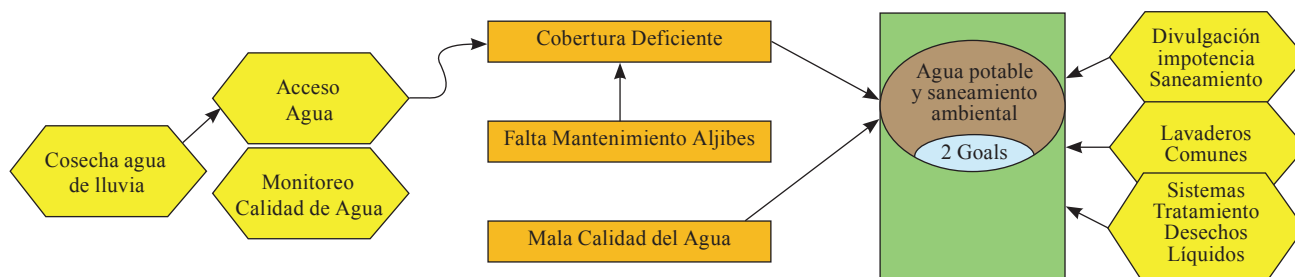 Cosecha agua
de lluvia
Acceso
Agua
Monitoreo
Calidad de Agua
Cobertura Deficiente
Falta Mantenimiento Aljibes
Mala Calidad del Agua
Agua potable
y saneamiento
ambiental
2 Goals
Divulgación
impotencia
Saneamiento
Lavaderos
Comunes
Sistemas
Tratamiento
Desechos
Líquidos